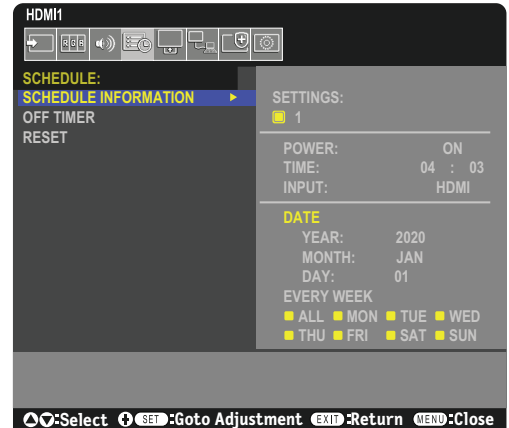 HDMI1
RGB
SCHEDULE:
SCHEDULE INFORMATION
OFF TIMER
RESET
SETTINGS:
1
POWER: ON
TIME: 04 : 03
INPUT: HDMI
DATE
YEAR: 2020
MONTH: JAN
DAY: 01
EVERY WEEK
ALL MON TUE WED
THU FRI SAT SUN
:Select SET :Goto Adjustment EXIT :Return MENU :Close